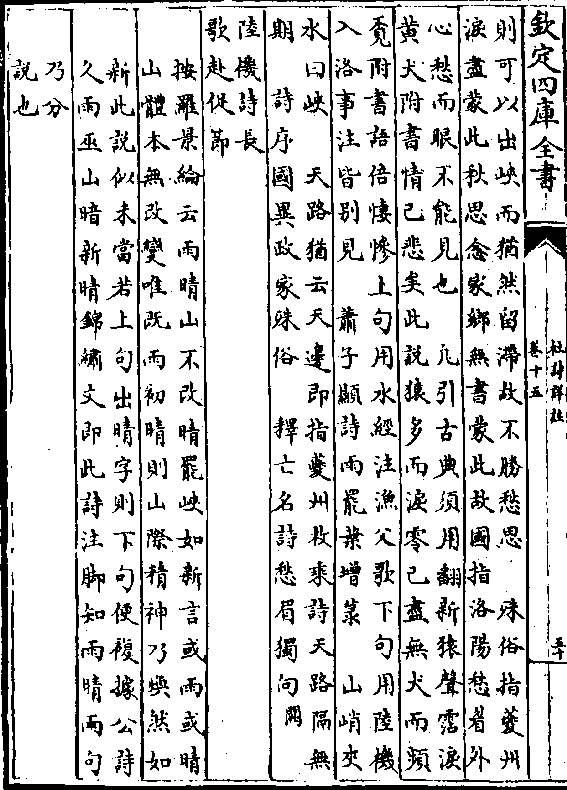 欽定四庫全書
杜詩詳註
卷十五
五十
則可以出峽而猶然留滯故不勝愁思　殊俗指夔州
淚盡蒙此秋思念家鄉無書蒙此故國指洛陽愁者外
心愁而眼不能見也　凡引古典須用翻新猿聲霑淚
黄犬附書情已悲矣此說猿多而淚零已盡無犬而頻
覓附書語倍悽慘上句用水經注漁父歌下句用陸機
入洛事注皆别見　蕭子顯詩雨罷葉增菉　山峭夾
水曰峽　天路猶云天邊即指夔州枚乘詩天路隔無
期　詩序國異政家殊俗　釋亡名詩愁眉獨向闕
陸機詩長
歌赴促節
按羅景綸云雨晴山不改晴罷峽如新言或雨或晴
山體本無改變唯既雨初晴則山際精神乃煥然如
新此說似未當若上句出晴字則下句便複據公詩
久雨巫山暗新晴錦繡文即此詩注脚知雨晴兩句
乃分
說也